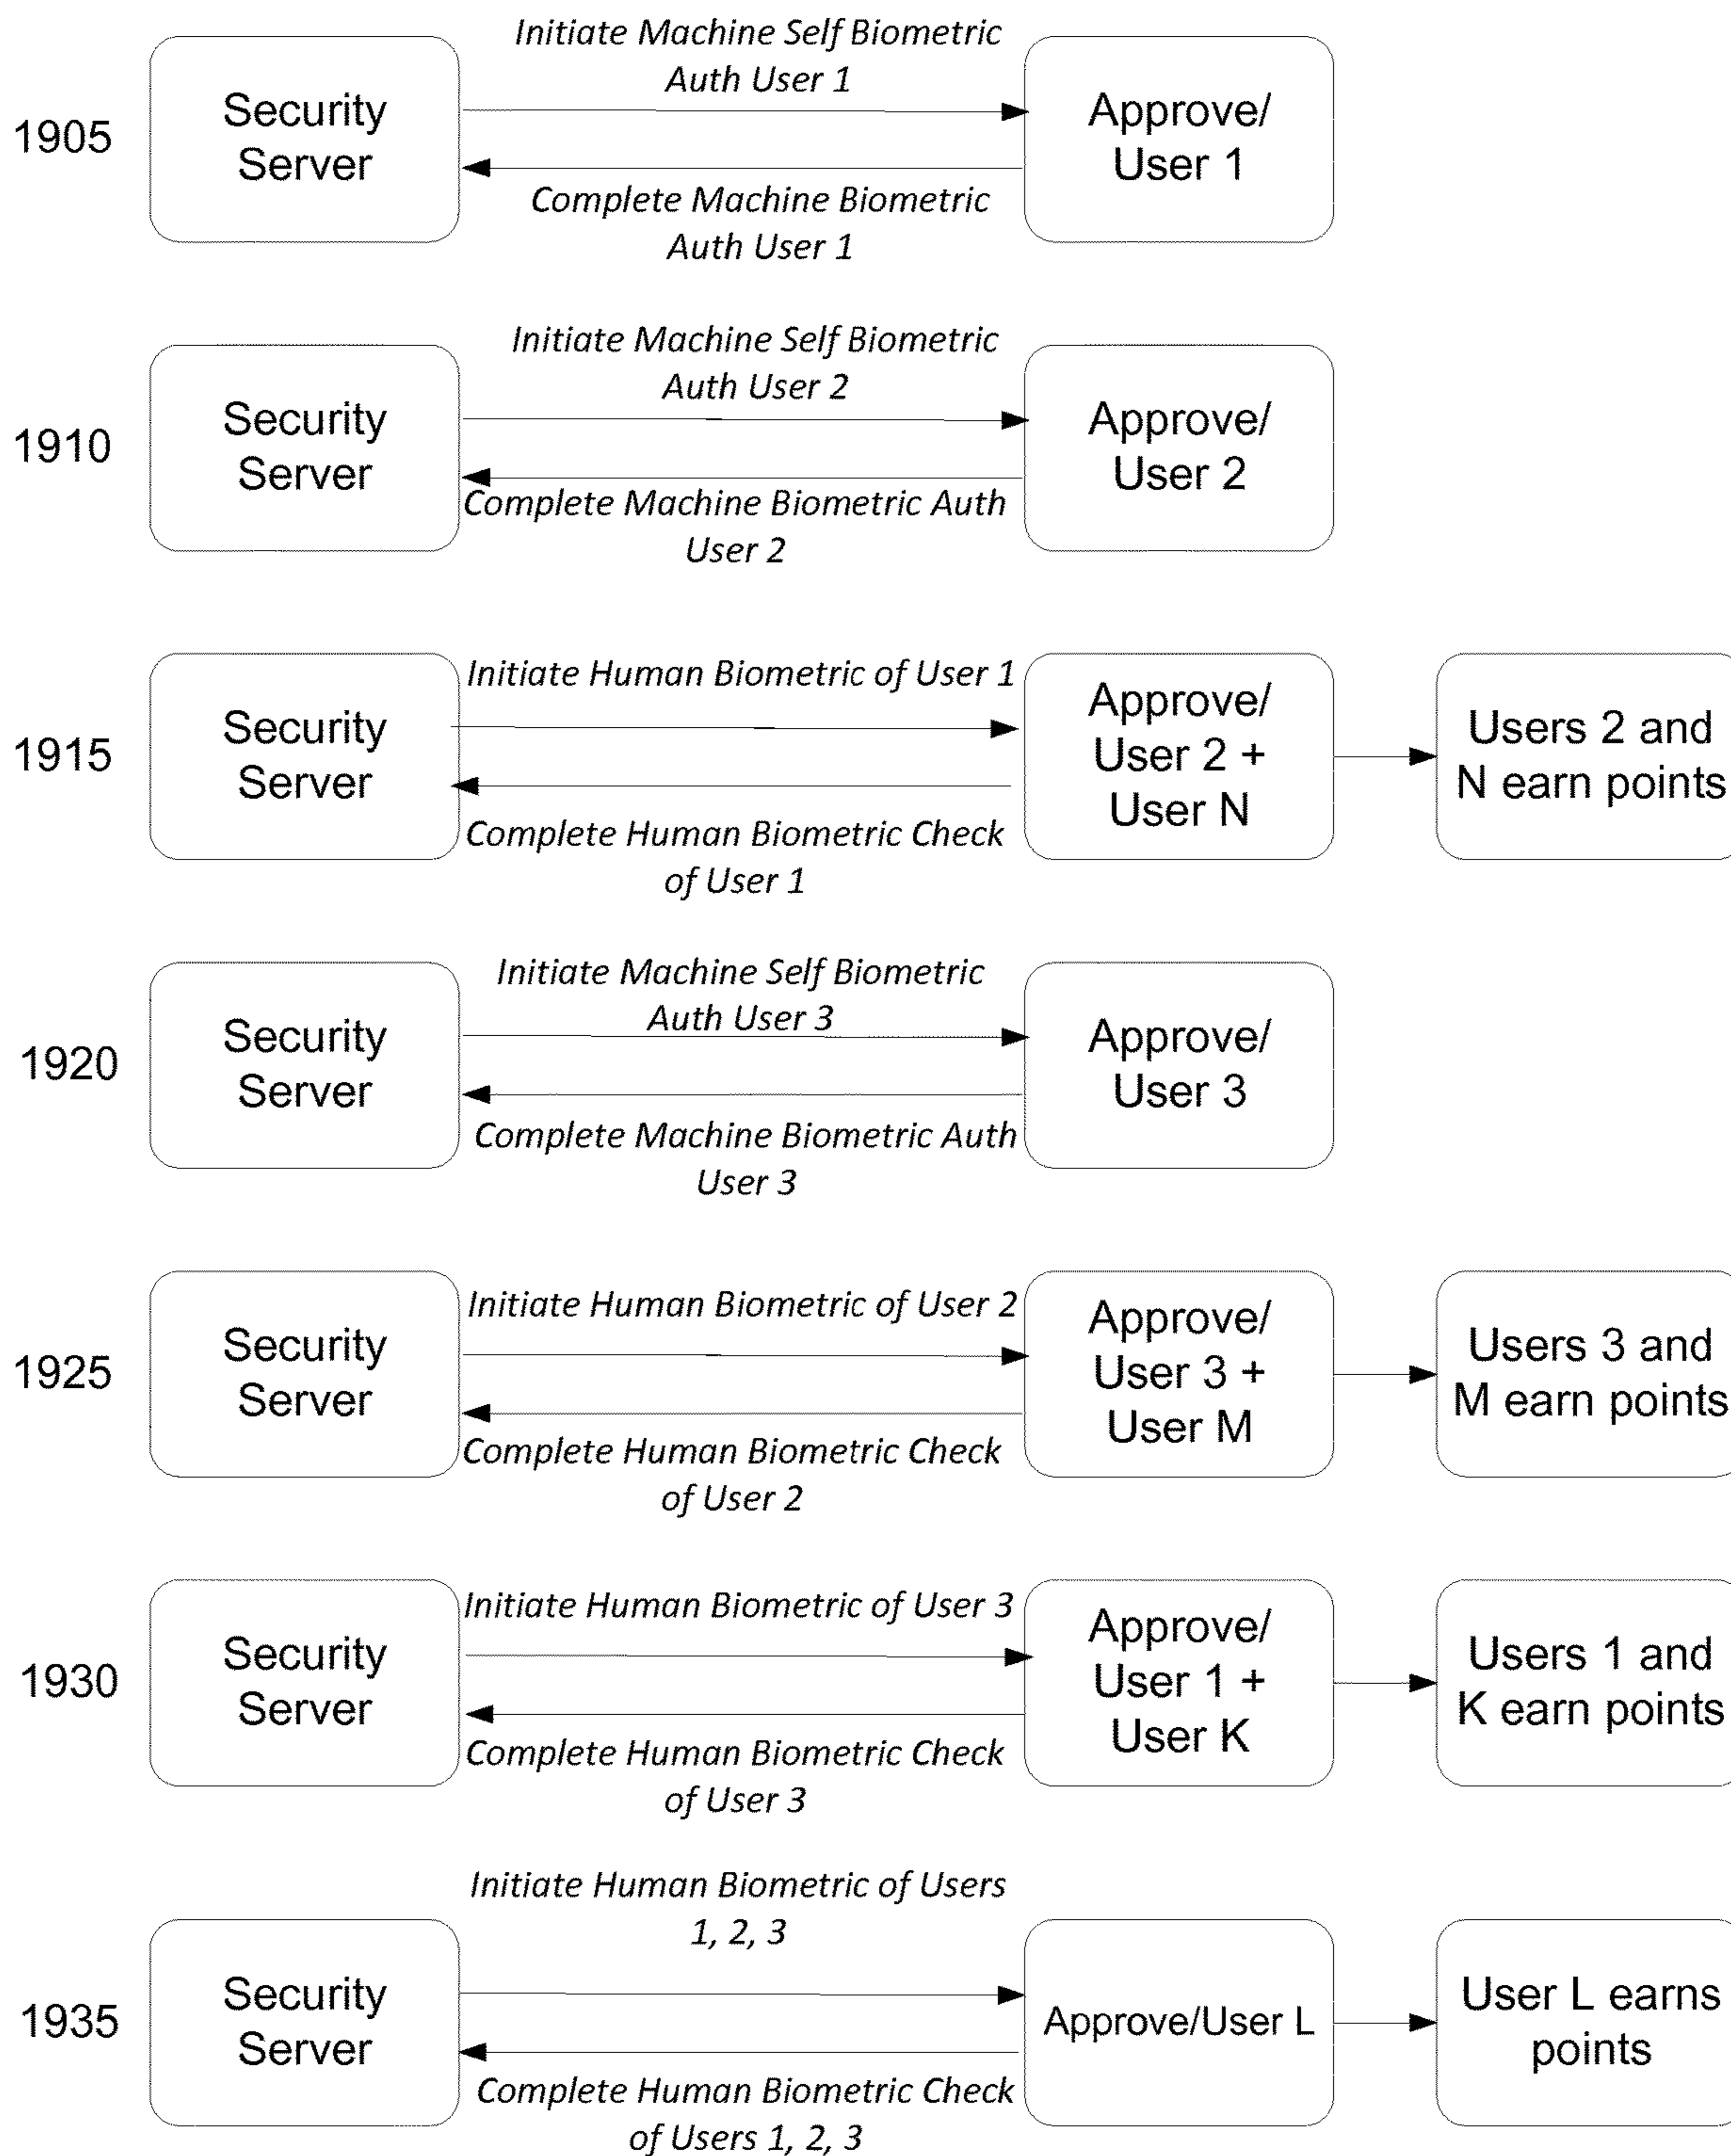 Initiate Machine Self Biometric
Auth User 1
1905
Security
Server
Approve/
User 1
Complete Machine Biometric
Auth User 1
Initiate Machine Self Biometric
Auth User 2
1910
Security
Server
Approve/
User 2
Complete Machine Biometric Auth
User 2
Initiate Human Biometric of User 1
1915
Security
Server
Approve/
User 2 +
User N
Users 2 and
N earn points
Complete Human Biometric Check
of User 1
Initiate Machine Self Biometric
Auth User 3
1920
Security
Server
Approve/
User 3
Complete Machine Biometric Auth
User 3
Initiate Human Biometric of User 2
1925
Security
Server
Approve/
User 3 +
User M
Users 3 and
M earn points
Complete Human Biometric Check
of User 2
Initiate Human Biometric of User 3
1930
Security
Server
Approve/
User 1 +
User K
Users 1 and
K earn points
Complete Human Biometric Check
of User 3
Initiate Human Biometric of Users
1, 2, 3
1935
Security
Server
Approve/User L
User L earns
points
Complete Human Biometric Check
of Users 1, 2, 3